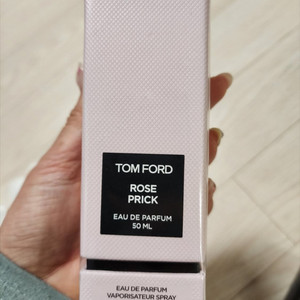 TOM FORD
ROSE
PRICK
EAU DE PARFUM
50 ML
EAU DE PARFUM
VAPORISATEUR SPRAY